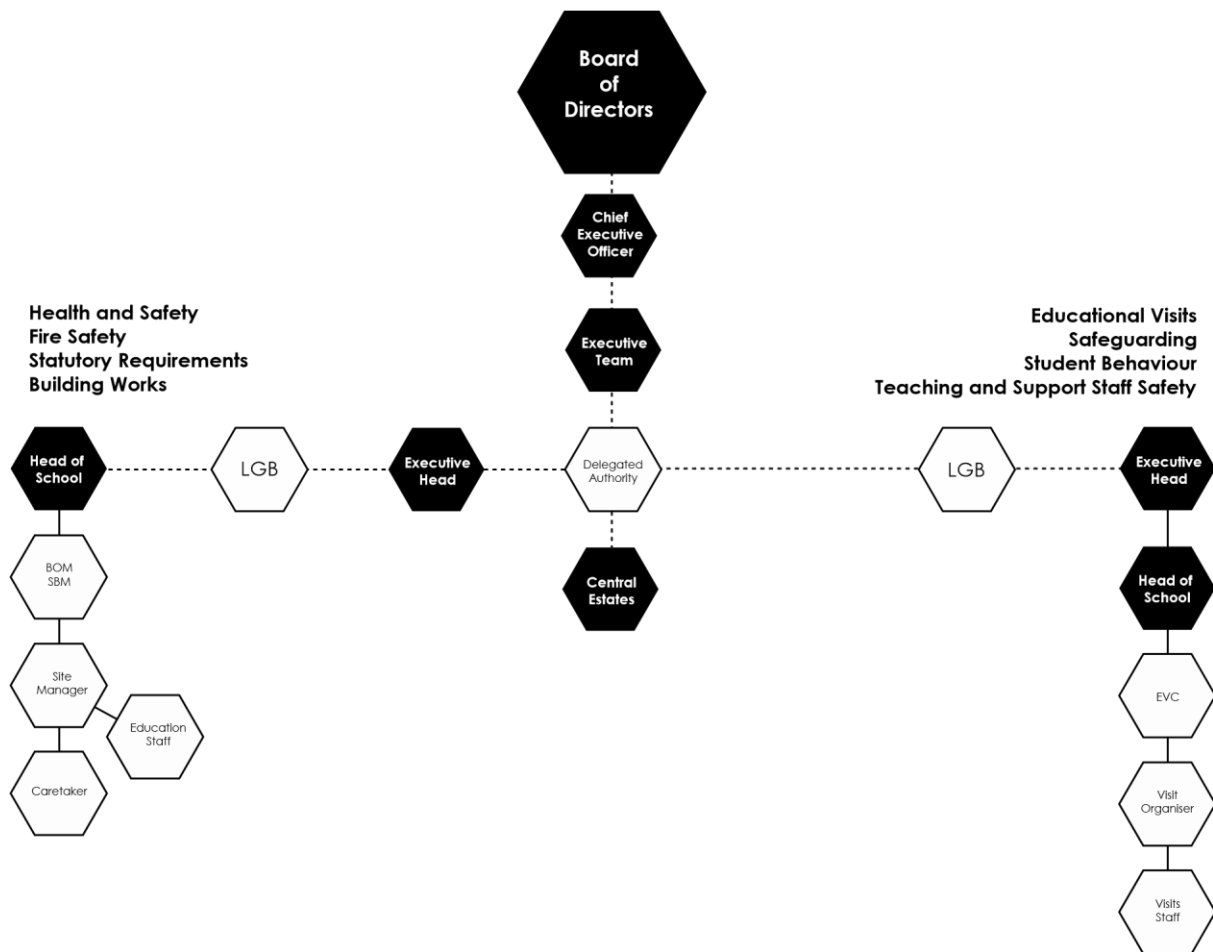 Board
of
Directors
Chief
Executive
Officer
Health and Safety
Fire Safety
Statutory Requirements
Building Works
Executive
Team
Educational Visits
Safeguarding
Student Behaviour
Teaching and Support Staff Safety
Head of
School
LGB
Executive
Head
Delegated
Authority
LGB
Executive
Head
BOM
SBM
Central
Estates
Head of
School
Site
Manager
Education
Staff
Caretaker
EVC
Visit
Organiser
Visits
Staff